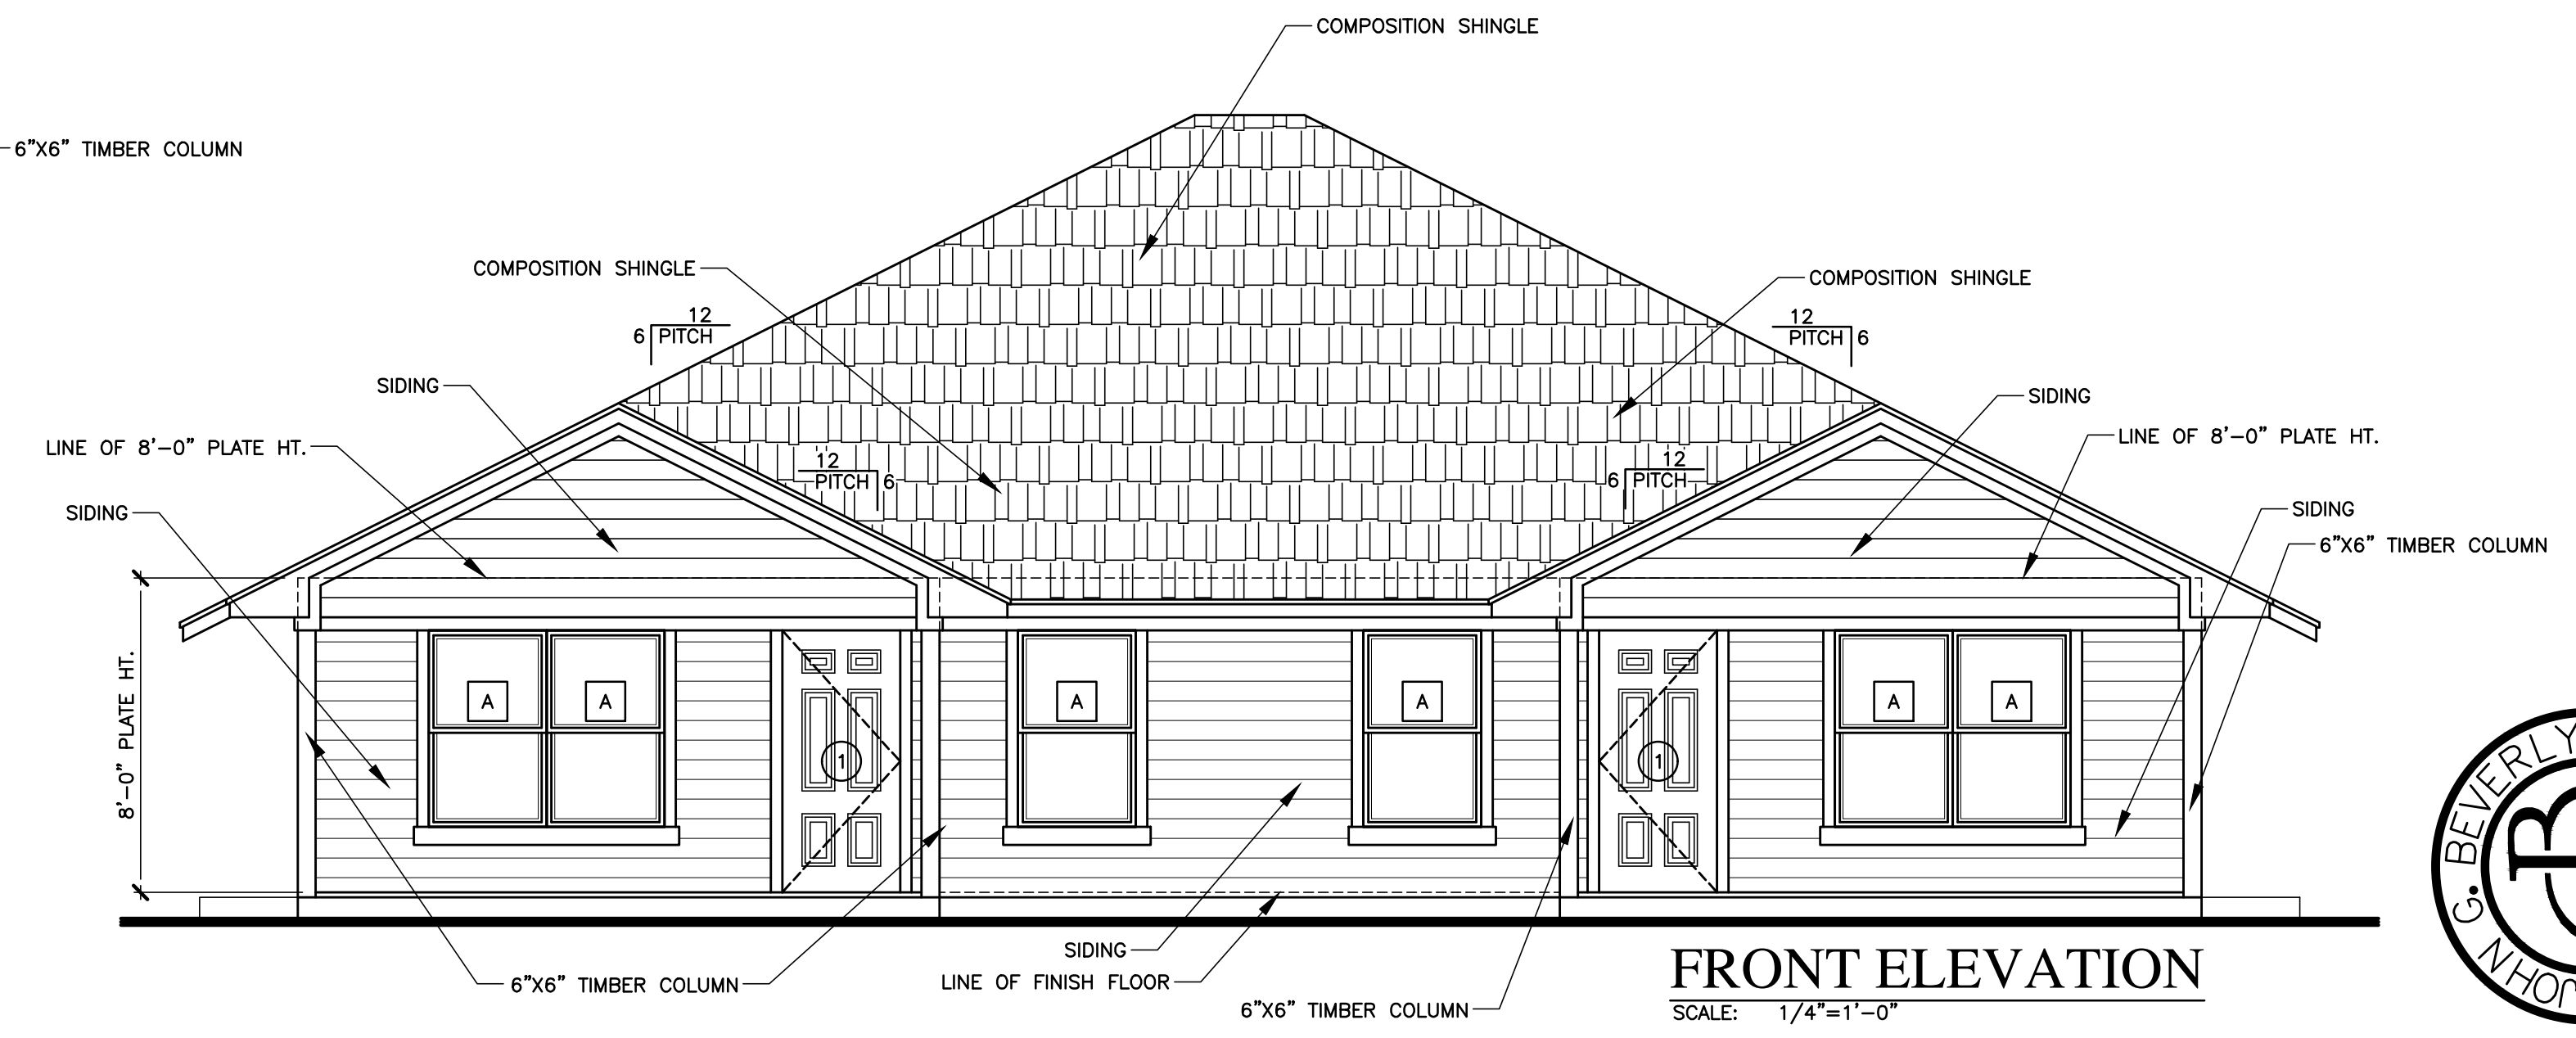 COMPOSITION SHINGLE
6"X6" TIMBER COLUMN
COMPOSITION SHINGLE
COMPOSITION SHINGLE
12
6 PITCH
12
PITCH 6
SIDING
SIDING
LINE OF 8'-0" PLATE HT.
LINE OF 8'-0" PLATE HT.
12
PITCH 6
12
6 PITCH
SIDING
SIDING
6"X6" TIMBER COLUMN
8'-0" PLATE HT.
A
A
A
A
A
A
1
1
SIDING
LINE OF FINISH FLOOR
6"X6" TIMBER COLUMN
6"X6" TIMBER COLUMN
FRONT ELEVATION
SCALE: 1/4"=1'-0"
JOHN G. BEVERLY